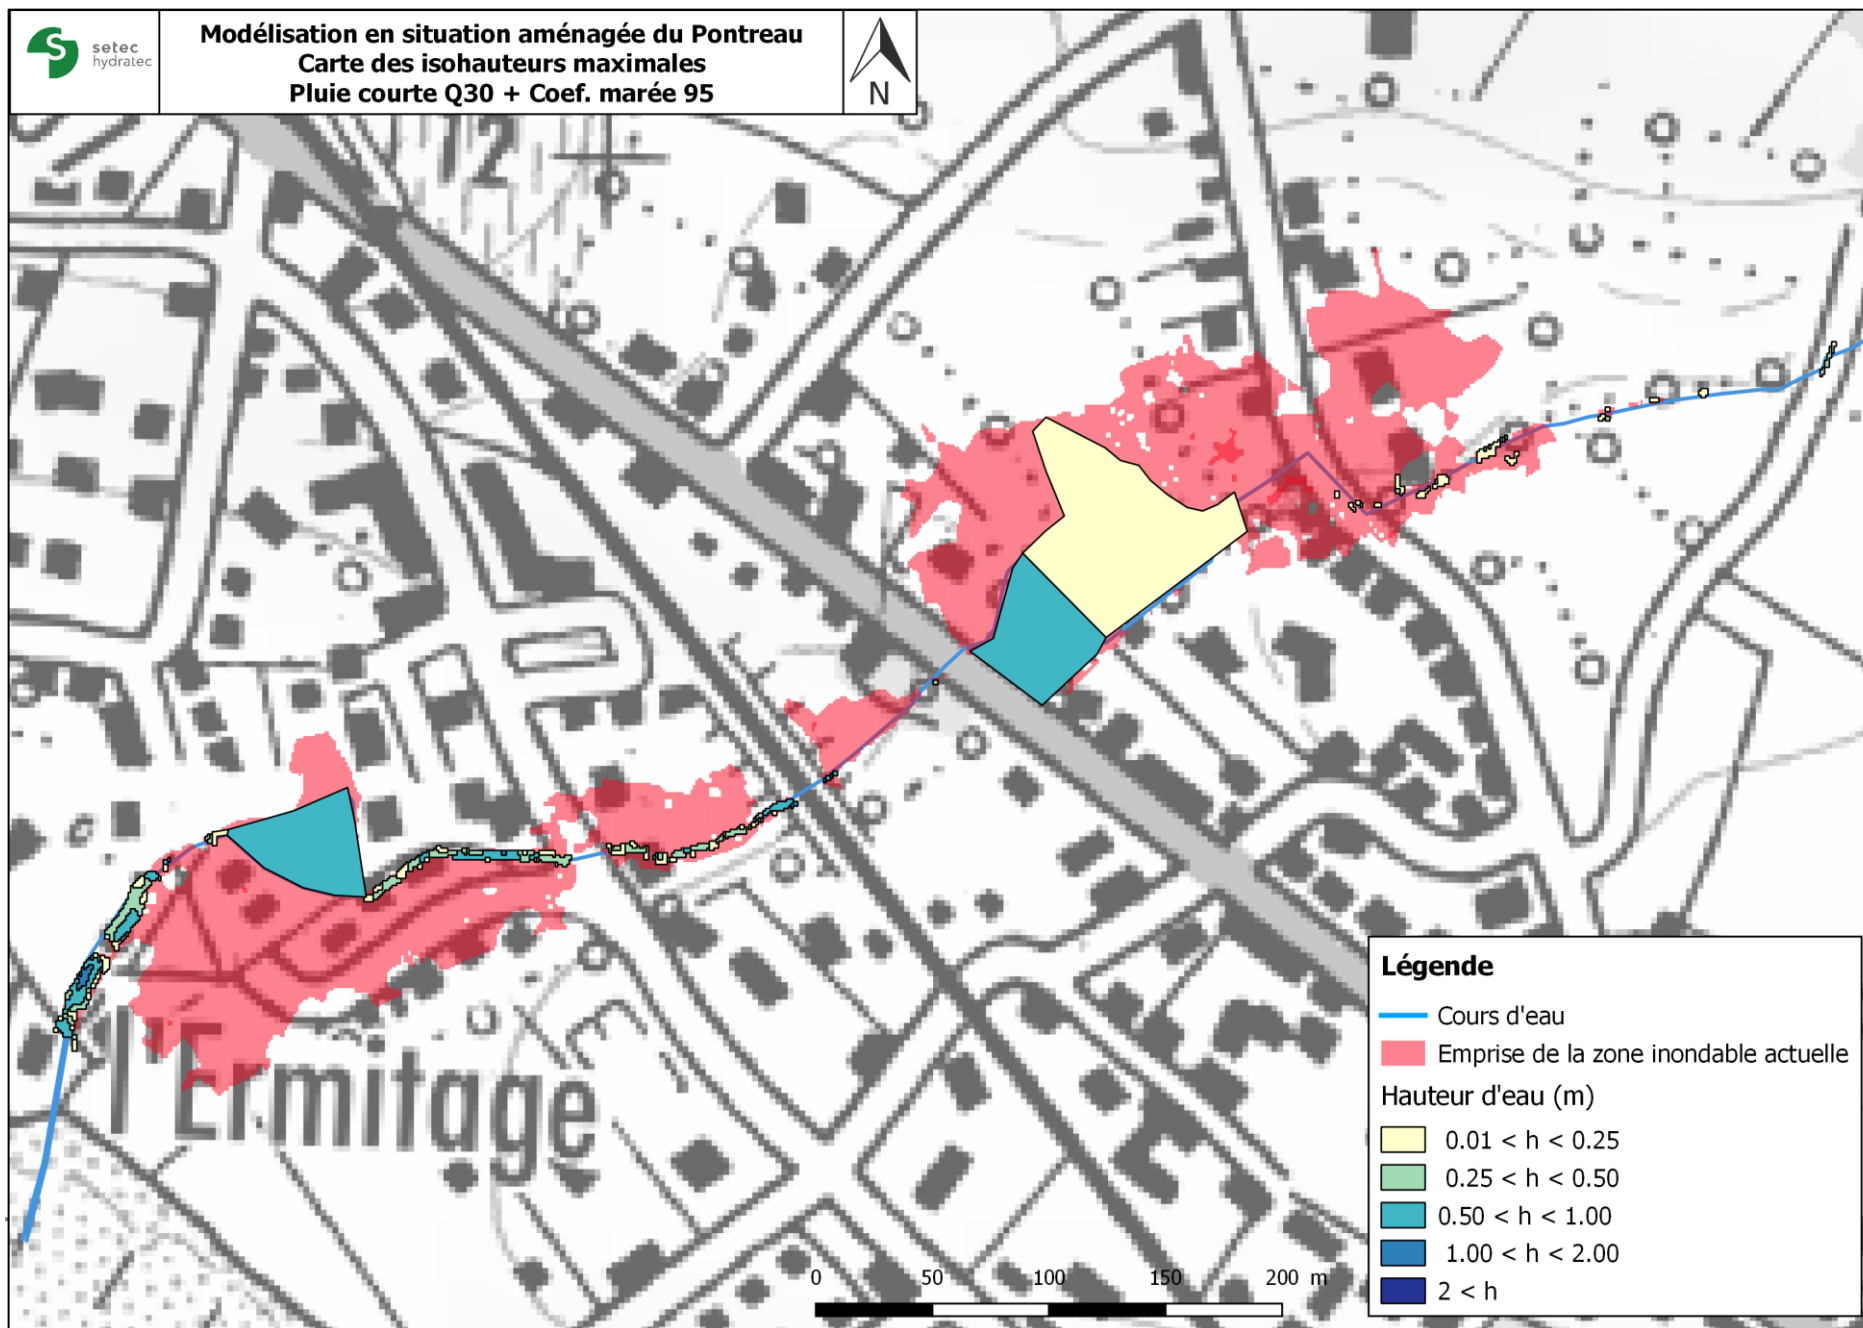 setec
hydratec
Modélisation en situation aménagée du Pontreau
Carte des isohauteurs maximales
Pluie courte Q30 + Coef. marée 95
N
12
l'Ermitage
Légende
Cours d'eau
Emprise de la zone inondable actuelle
Hauteur d'eau (m)
0.01 < h < 0.25
0.25 < h < 0.50
0.50 < h < 1.00
1.00 < h < 2.00
2 < h
0 50 100 150 200 m